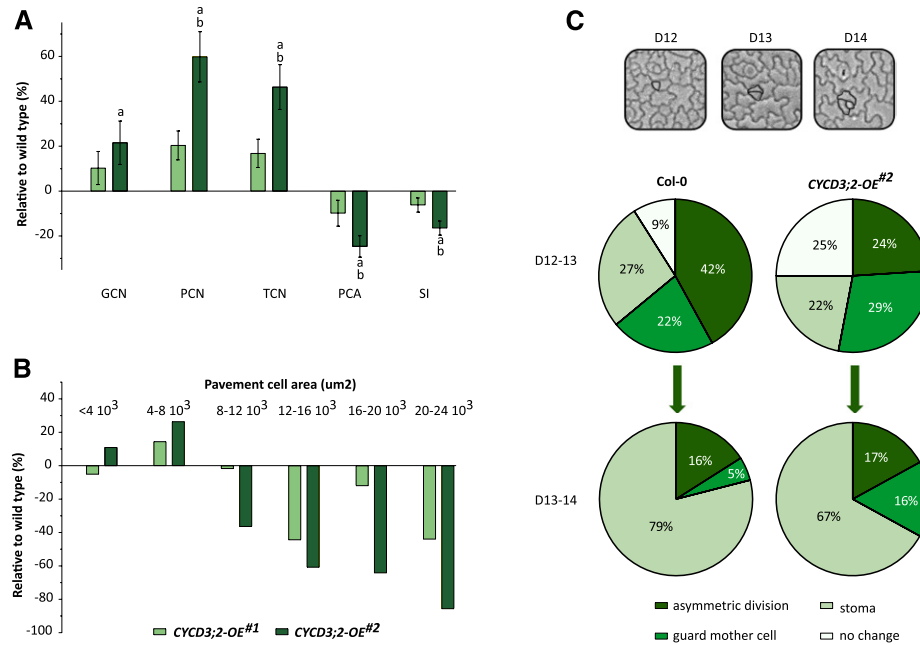 A
Relative to wild type (%)
60
40
20
0
-20
a
a
b
a
b
a
b
a
b
GCN PCN TCN PCA SI
B
Pavement cell area (um2)
<4 10³ 4-8 10³ 8-12 10³ 12-16 10³ 16-20 10³ 20-24 10³
Relative to wild type (%)
40
20
0
-20
-40
-60
-80
-100
CYCD3;2-OE#1 CYCD3;2-OE#2
C
D12 D13 D14
Col-0 CYCD3;2-OE#2
D12-13
9% 42% 22% 27%
25% 24% 29% 22%
D13-14
16% 5% 79%
17% 16% 67%
asymmetric division stoma
guard mother cell no change